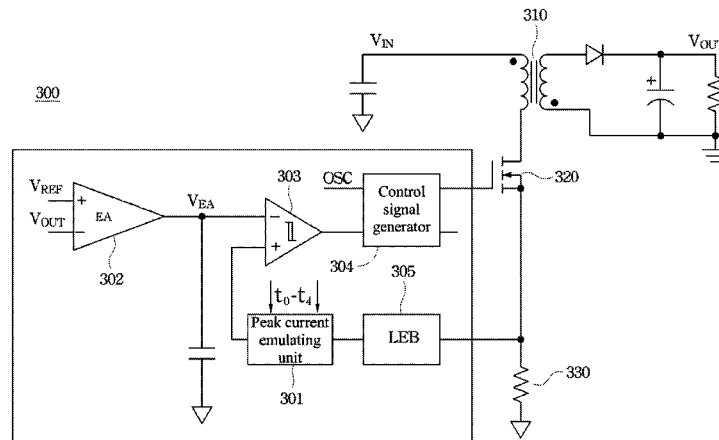 310
V_IN
V_OUT
+
300
303
OSC
320
V_REF
+
EA
V_OUT
-
V_EA
-
+
Control
signal
generator
302
304
305
t_0-t_4
Peak current
emulating
unit
LEB
301
330